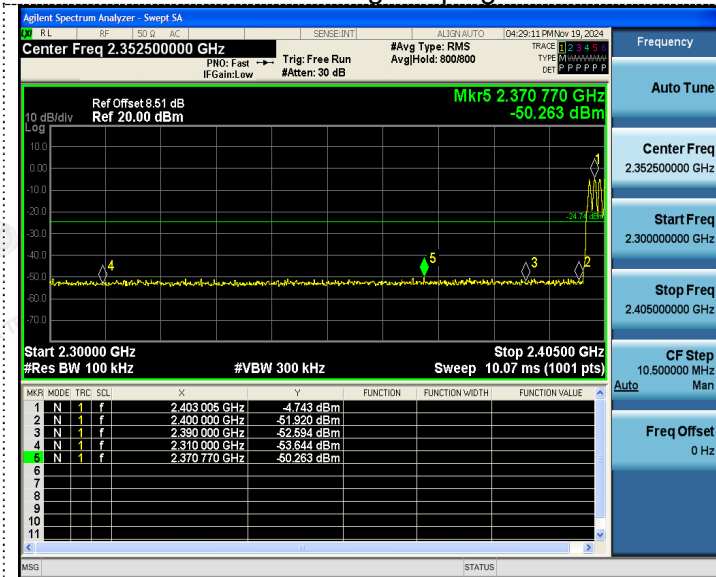 Agilent Spectrum Analyzer - Swept SA
LXI RL RF 50 Ω AC SENSE:INT ALIGN AUTO 04:29:11 PM Nov 19, 2024
Center Freq 2.352500000 GHz
PNO: Fast
IFGain:Low
Trig: Free Run
#Atten: 30 dB
#Avg Type: RMS
Avg|Hold: 800/800
TRACE 1 2 3 4 5 6
TYPE M
DET P P P P P P
Frequency
Auto Tune
Mkr5 2.370 770 GHz
-50.263 dBm
Ref Offset 8.51 dB
10 dB/div Ref 20.00 dBm
Log
10.0
0.00
-10.0
-20.0
-30.0
-40.0
-50.0
-60.0
-70.0
1
-24.74 dBm
4
5
3
2
Center Freq
2.352500000 GHz
Start Freq
2.300000000 GHz
Stop Freq
2.405000000 GHz
CF Step
10.500000 MHz
Auto Man
Freq Offset
0 Hz
Start 2.30000 GHz Stop 2.40500 GHz
#Res BW 100 kHz #VBW 300 kHz Sweep 10.07 ms (1001 pts)
MKR MODE TRC SCL X Y FUNCTION FUNCTION WIDTH FUNCTION VALUE
1 N 1 f 2.403 005 GHz -4.743 dBm
2 N 1 f 2.400 000 GHz -51.920 dBm
3 N 1 f 2.390 000 GHz -52.594 dBm
4 N 1 f 2.310 000 GHz -53.644 dBm
5 N 1 f 2.370 770 GHz -50.263 dBm
6
7
8
9
10
11
MSG STATUS